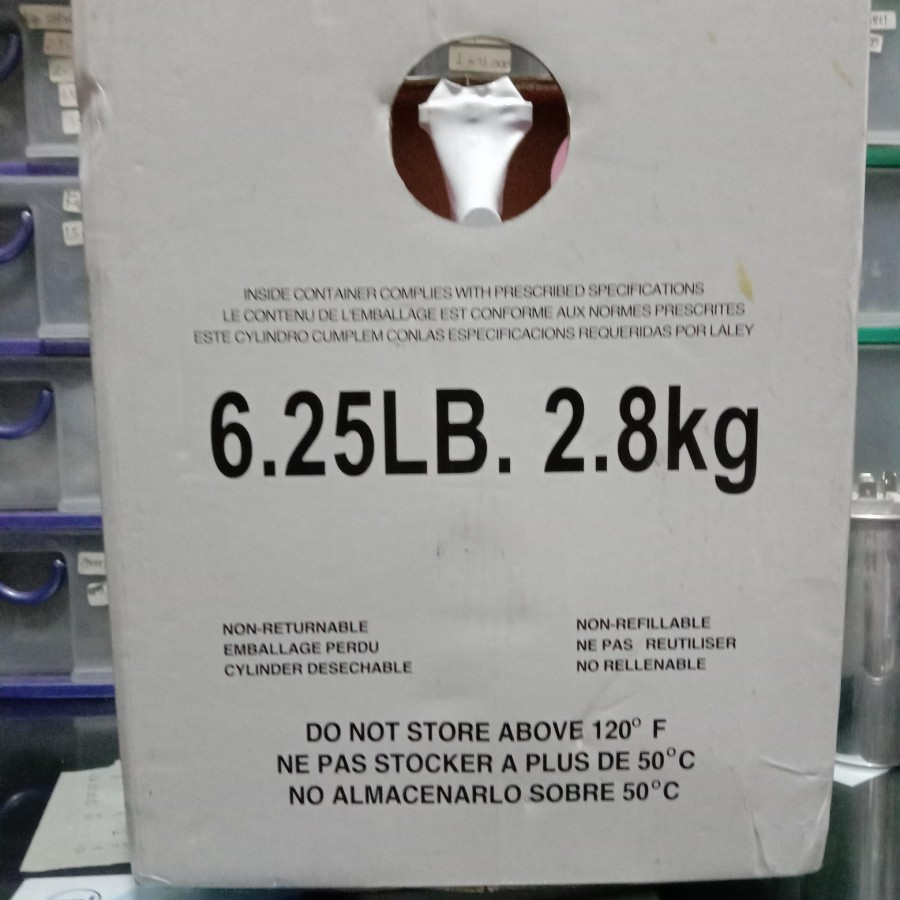 INSIDE CONTAINER COMPLIES WITH PRESCRIBED SPECIFICATIONS
LE CONTENU DE L'EMBALLAGE EST CONFORME AUX NORMES PRESCRITES
ESTE CYLINDRO CUMPLEM CONLAS ESPECIFICACIONS REQUERIDAS POR LALEY
6.25LB. 2.8kg
NON-RETURNABLE
EMBALLAGE PERDU
CYLINDER DESECHABLE
NON-REFILLABLE
NE PAS REUTILISER
NO RELLENABLE
DO NOT STORE ABOVE 120° F
NE PAS STOCKER A PLUS DE 50°C
NO ALMACENARLO SOBRE 50°C